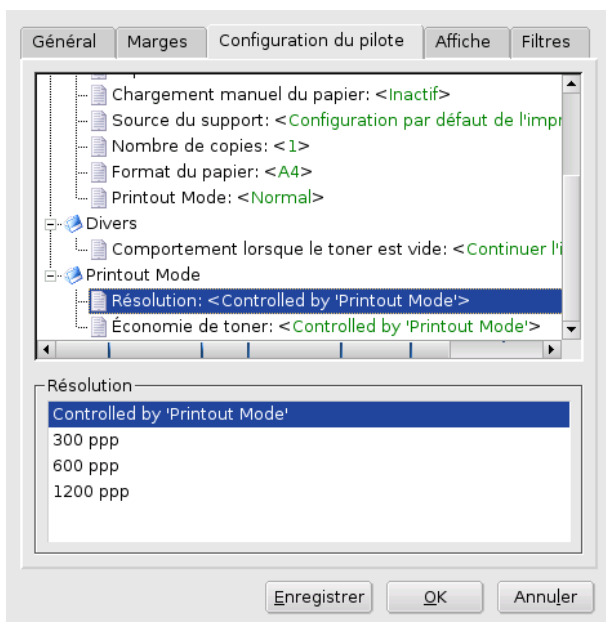 Général Marges Configuration du pilote Affiche Filtres
Chargement manuel du papier: <Inactif>
Source du support: <Configuration par défaut de l'impr
Nombre de copies: <1>
Format du papier: <A4>
Printout Mode: <Normal>
Divers
Comportement lorsque le toner est vide: <Continuer l'i
Printout Mode
Résolution: <Controlled by 'Printout Mode'>
Économie de toner: <Controlled by 'Printout Mode'>
Résolution
Controlled by 'Printout Mode'
300 ppp
600 ppp
1200 ppp
Enregistrer OK Annuler